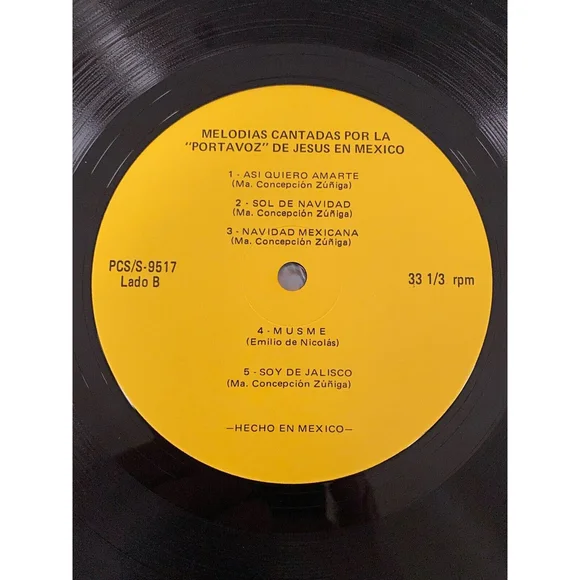 MELODIAS CANTADAS POR LA
"PORTAVOZ" DE JESUS EN MEXICO
1 - ASI QUIERO AMARTE
(Ma. Concepción Zúñiga)
2 - SOL DE NAVIDAD
(Ma. Concepción Zúñiga)
3 - NAVIDAD MEXICANA
(Ma. Concepción Zúñiga)
PCS/S-9517
Lado B
33 1/3 rpm
4 - MUSME
(Emilio de Nicolás)
5 - SOY DE JALISCO
(Ma. Concepción Zúñiga)
—HECHO EN MEXICO—